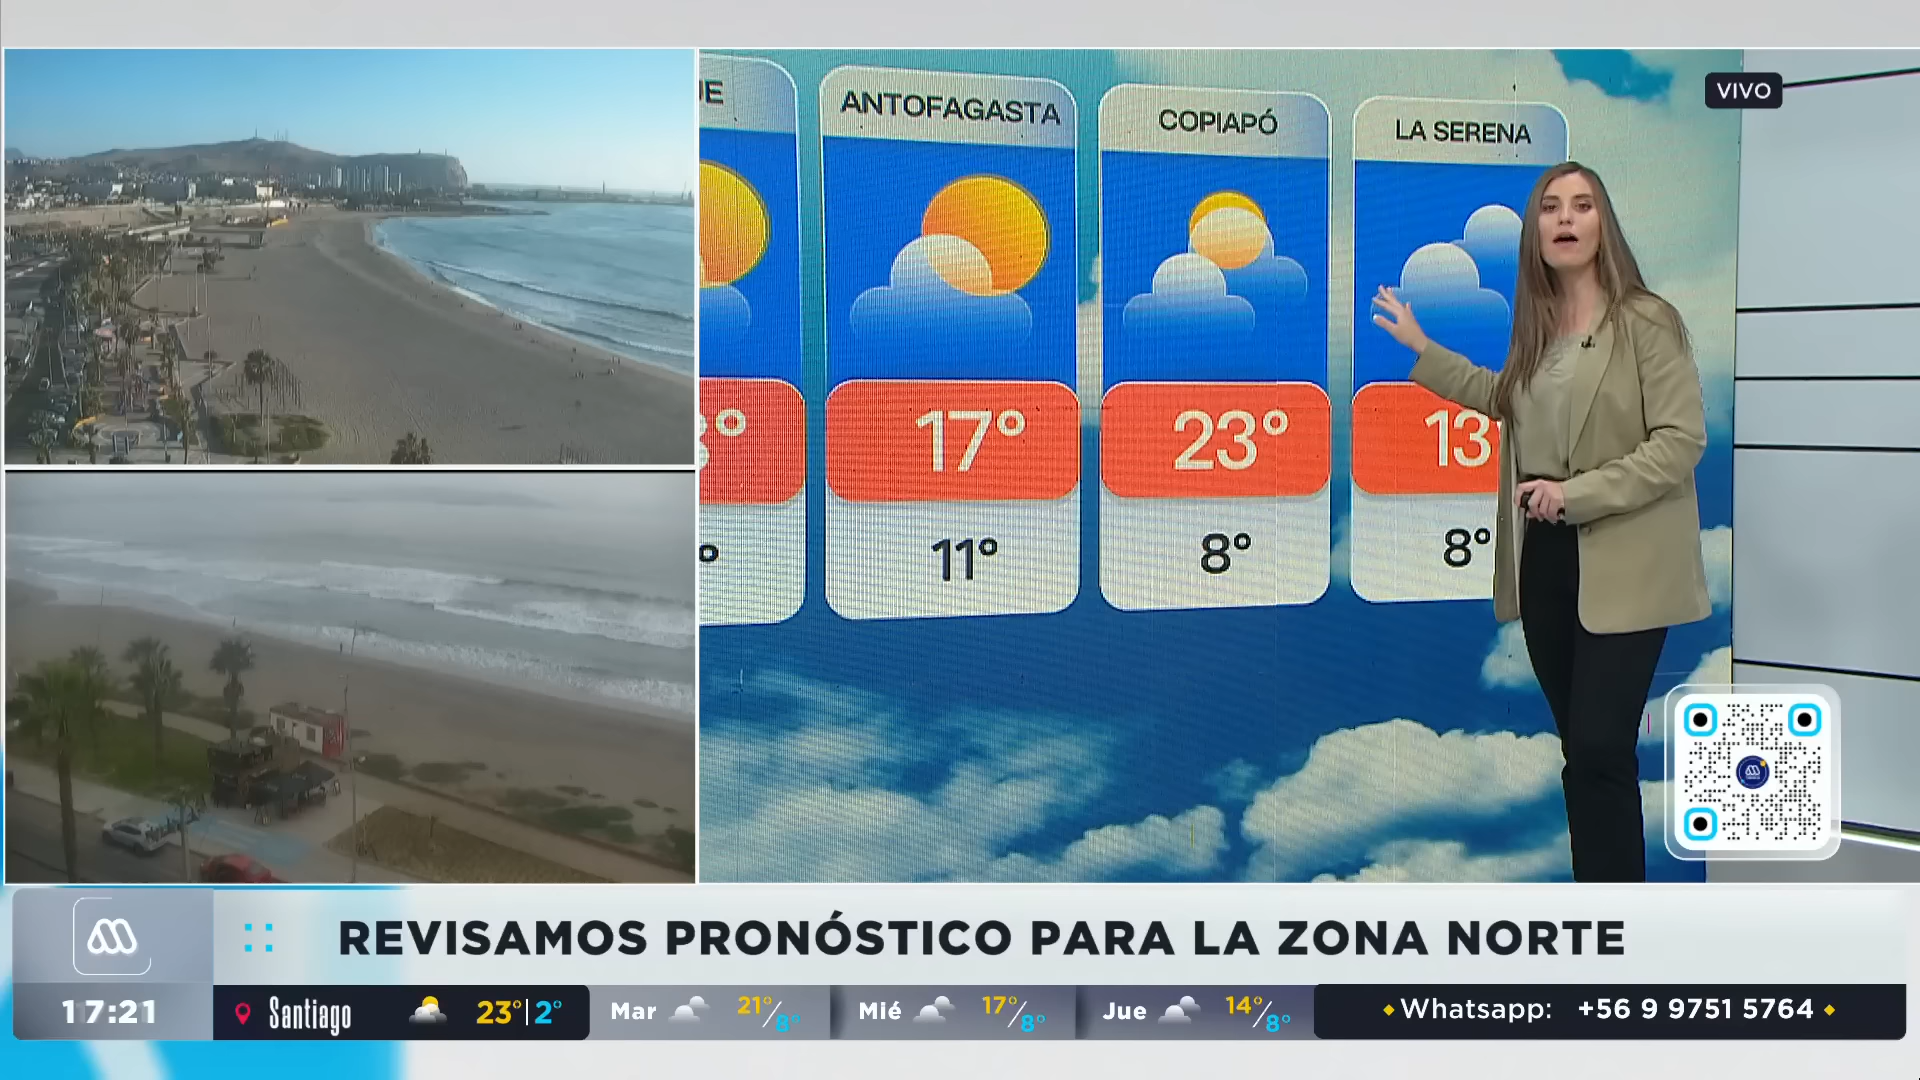 VIVO
ANTOFAGASTA
COPIAPÓ
LA SERENA
17°
23°
13°
11°
8°
8°
REVISAMOS PRONÓSTICO PARA LA ZONA NORTE
17:21
Santiago 23° 2°
Mar 21°/8°
Mié 17°/8°
Jue 14°/8°
Whatsapp: +56 9 9751 5764